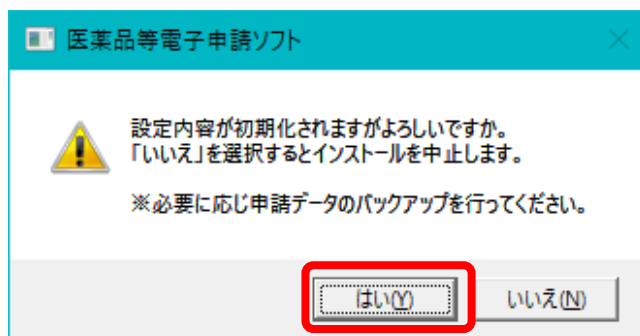 医薬品等電子申請ソフト
設定内容が初期化されますがよろしいですか。
「いいえ」を選択するとインストールを中止します。
※必要に応じ申請データのバックアップを行ってください。
はい(Y)
いいえ(N)